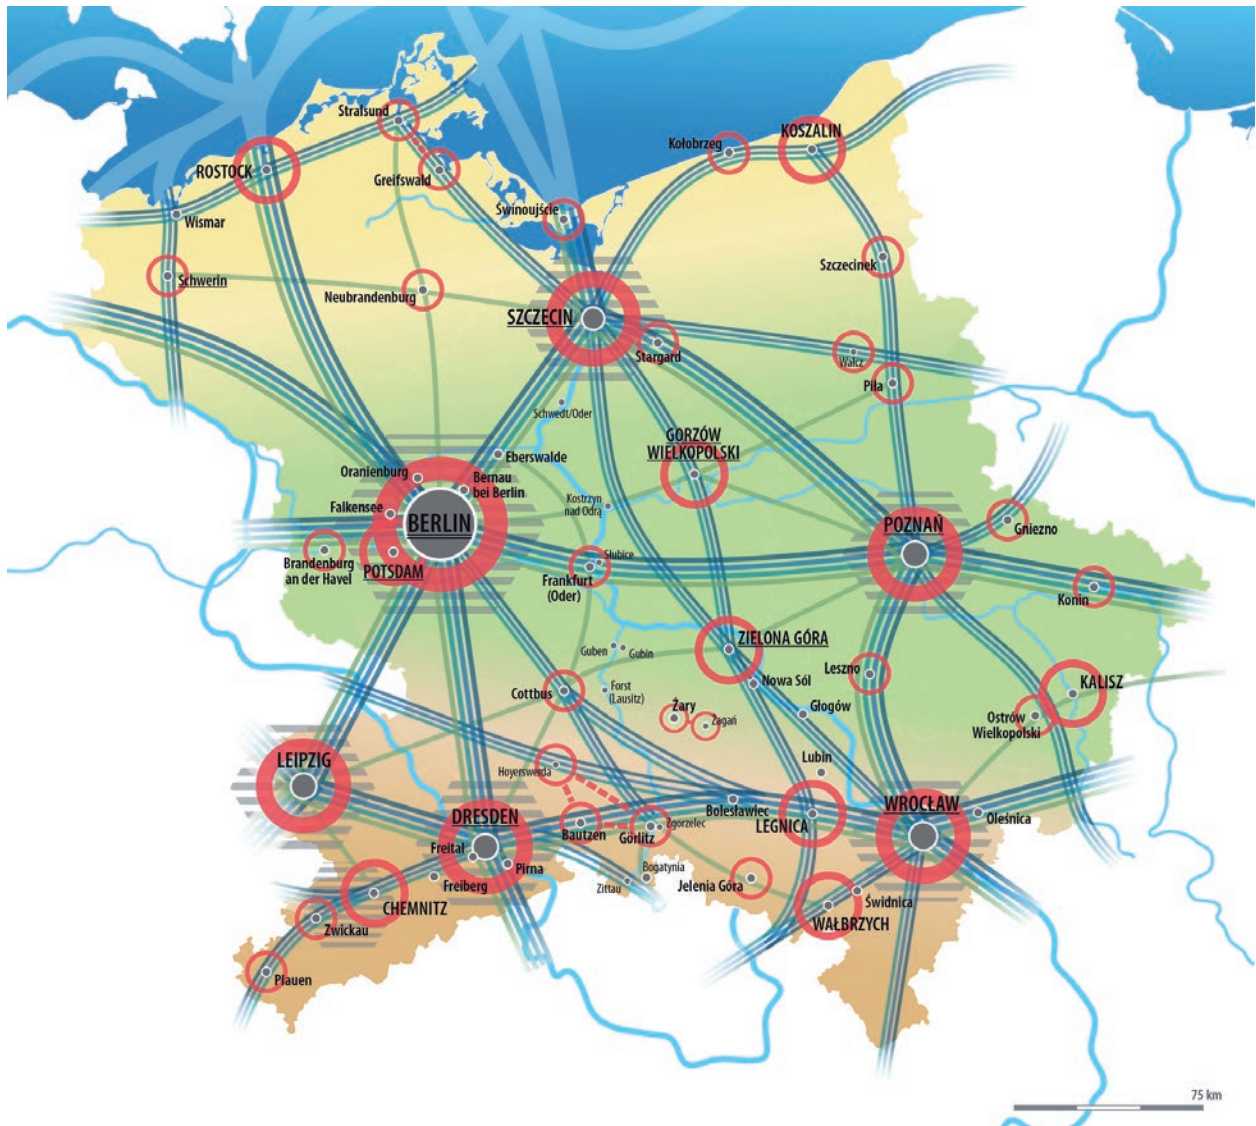 Stralsund
KOSZALIN
Kołobrzeg
ROSTOCK
Greifswald
Świnoujście
Wismar
Szczecinek
Schwerin
Neubrandenburg
SZCZECIN
Stargard
Wałcz
Piła
Schwedt/Oder
GORZÓW
WIELKOPOLSKI
Eberswalde
Oranienburg
Bernau
bei Berlin
Kostrzyn
nad Odrą
Falkensee
BERLIN
POZNAŃ
Gniezno
Brandenburg
an der Havel
POTSDAM
Słubice
Frankfurt
(Oder)
Konin
Guben
Gubin
ZIELONA GÓRA
Leszno
Nowa Sól
KALISZ
Cottbus
Forst
(Lausitz)
Żary
Żagań
Głogów
Ostrów
Wielkopolski
LEIPZIG
Hoyerswerda
Lubin
Bolesławiec
WROCŁAW
DRESDEN
Bautzen
Görlitz
Zgorzelec
LEGNICA
Oleśnica
Freital
Pirna
Freiberg
Zittau
Bogatynia
Jelenia Góra
Świdnica
CHEMNITZ
WAŁBRZYCH
Zwickau
Plauen
75 km